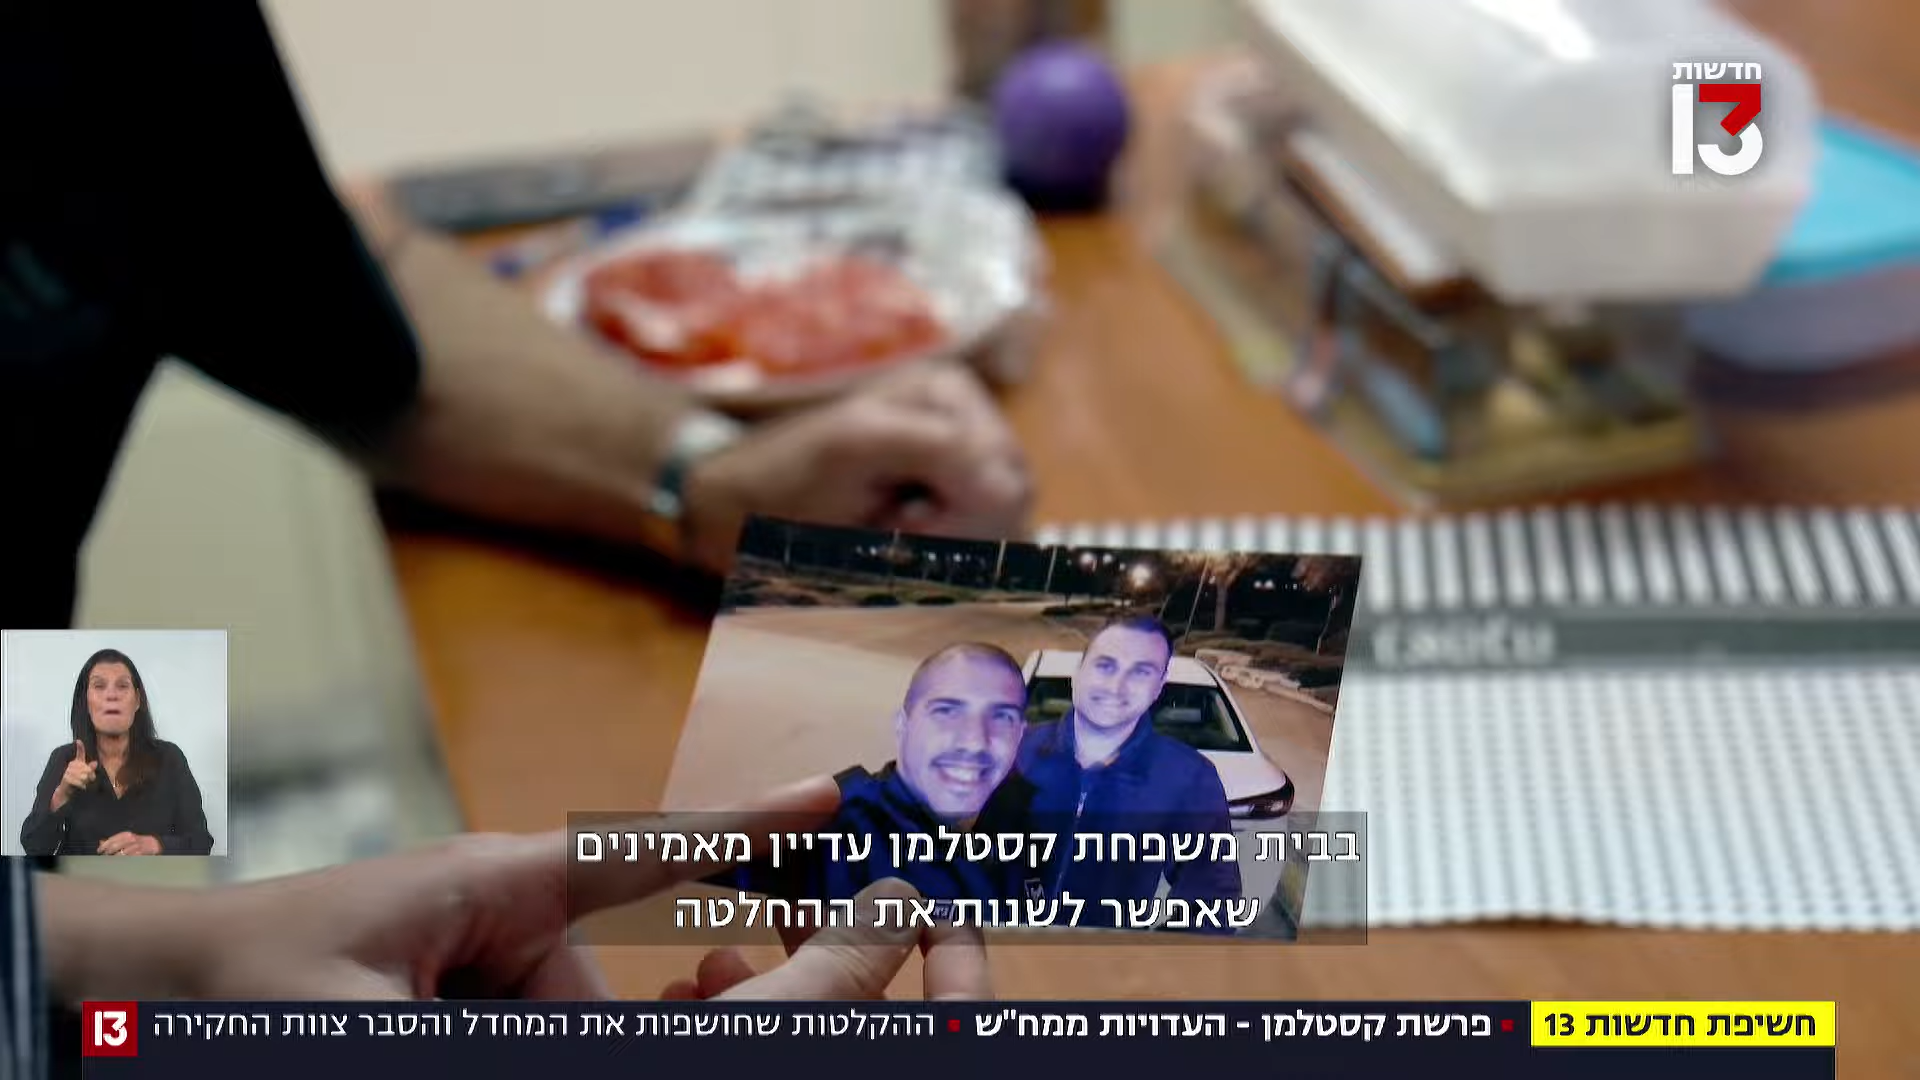 חדשות
13
בבית משפחת קסטלמן עדיין מאמינים
שאפשר לשנות את ההחלטה
חשיפת חדשות 13 ▪ פרשת קסטלמן - העדויות ממח"ש ▪ ההקלטות שחושפות את המחדל והסבר צוות החקירה 13